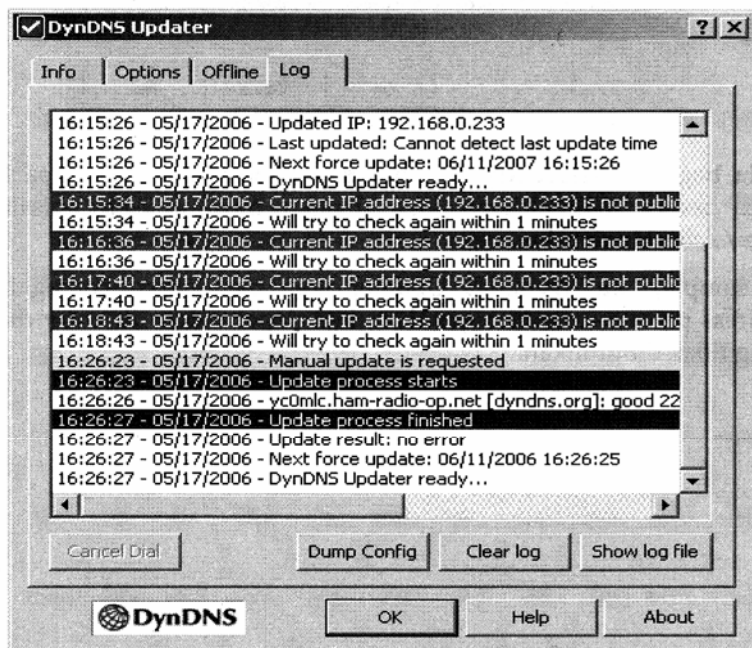 DynDNS Updater
Info Options Offline Log
16:15:26 - 05/17/2006 - Updated IP: 192.168.0.233
16:15:26 - 05/17/2006 - Last updated: Cannot detect last update time
16:15:26 - 05/17/2006 - Next force update: 06/11/2007 16:15:26
16:15:26 - 05/17/2006 - DynDNS Updater ready...
16:15:34 - 05/17/2006 - Current IP address (192.168.0.233) is not public
16:15:34 - 05/17/2006 - Will try to check again within 1 minutes
16:16:36 - 05/17/2006 - Current IP address (192.168.0.233) is not public
16:16:36 - 05/17/2006 - Will try to check again within 1 minutes
16:17:40 - 05/17/2006 - Current IP address (192.168.0.233) is not public
16:17:40 - 05/17/2006 - Will try to check again within 1 minutes
16:18:43 - 05/17/2006 - Current IP address (192.168.0.233) is not public
16:18:43 - 05/17/2006 - Will try to check again within 1 minutes
16:26:23 - 05/17/2006 - Manual update is requested
16:26:23 - 05/17/2006 - Update process starts
16:26:26 - 05/17/2006 - yc0mlc.ham-radio-op.net [dyndns.org]: good 22
16:26:27 - 05/17/2006 - Update process finished
16:26:27 - 05/17/2006 - Update result: no error
16:26:27 - 05/17/2006 - Next force update: 06/11/2006 16:26:25
16:26:27 - 05/17/2006 - DynDNS Updater ready...
Cancel Dial Dump Config Clear log Show log file
DynDNS OK Help About